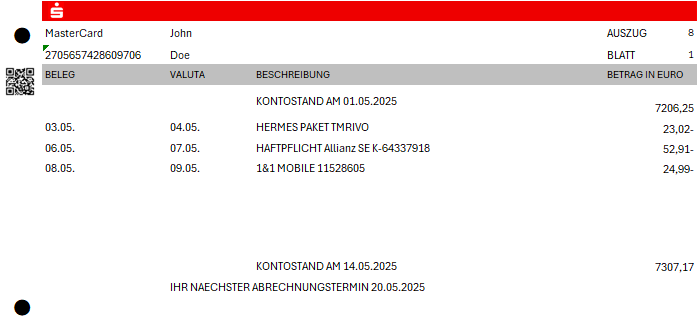 MasterCard John AUSZUG 8
2705657428609706 Doe BLATT 1
BELEG VALUTA BESCHREIBUNG BETRAG IN EURO
KONTOSTAND AM 01.05.2025 7206,25
03.05. 04.05. HERMES PAKET TMRIVO 23,02-
06.05. 07.05. HAFTPFLICHT Allianz SE K-64337918 52,91-
08.05. 09.05. 1&1 MOBILE 11528605 24,99-
KONTOSTAND AM 14.05.2025 7307,17
IHR NAECHSTER ABRECHNUNGSTERMIN 20.05.2025